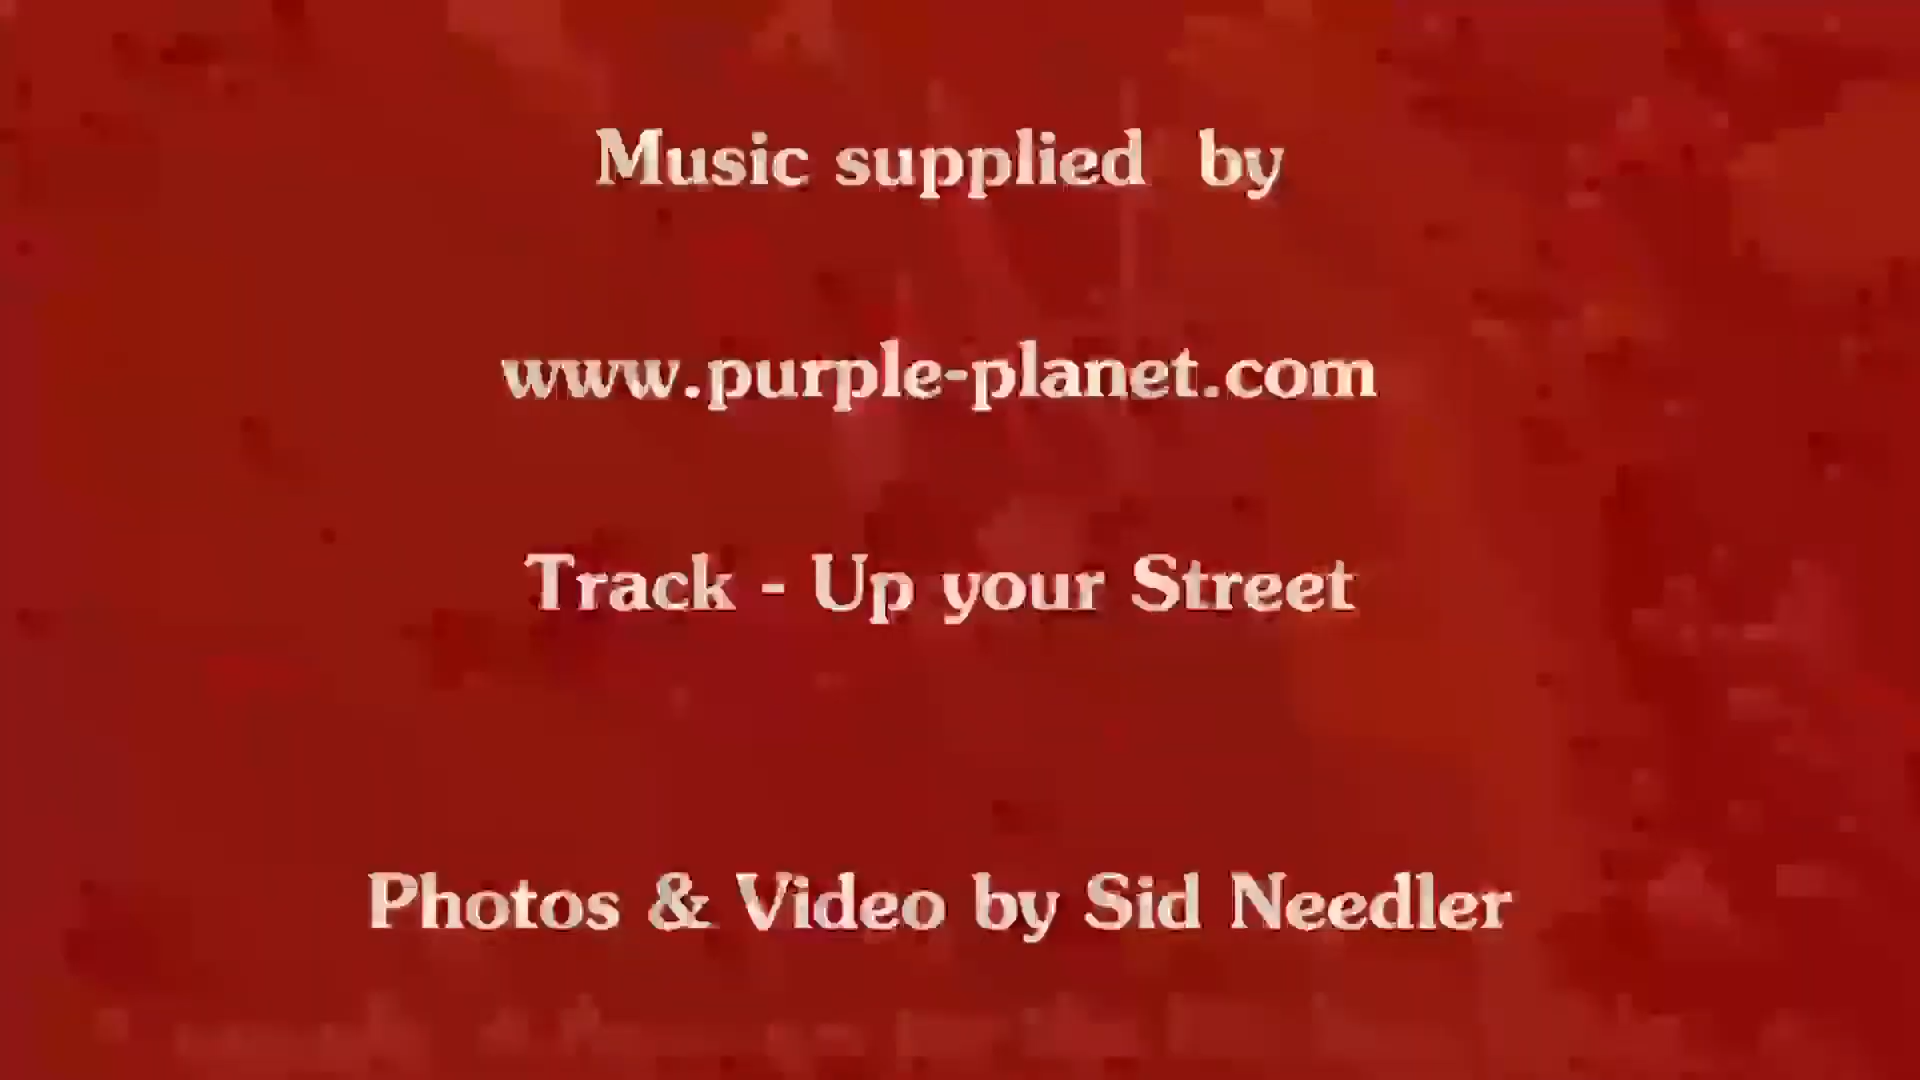 Music supplied  by
www.purple-planet.com
Track - Up your Street
Photos & Video by Sid Needler